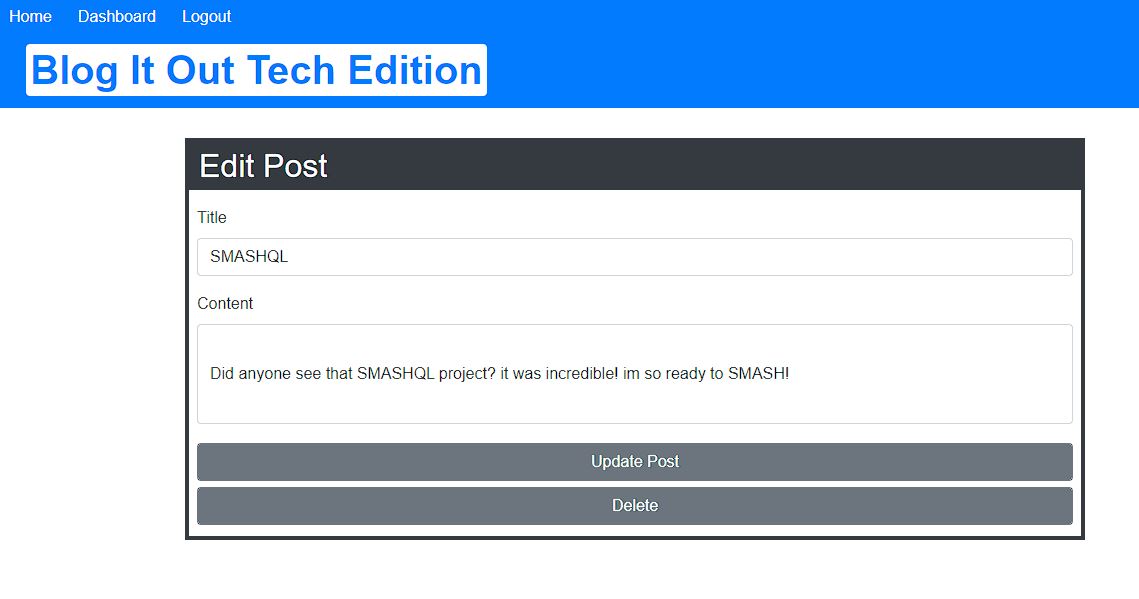 Home Dashboard Logout
Blog It Out Tech Edition
Edit Post
Title
SMASHQL
Content
Did anyone see that SMASHQL project? it was incredible! im so ready to SMASH!
Update Post
Delete